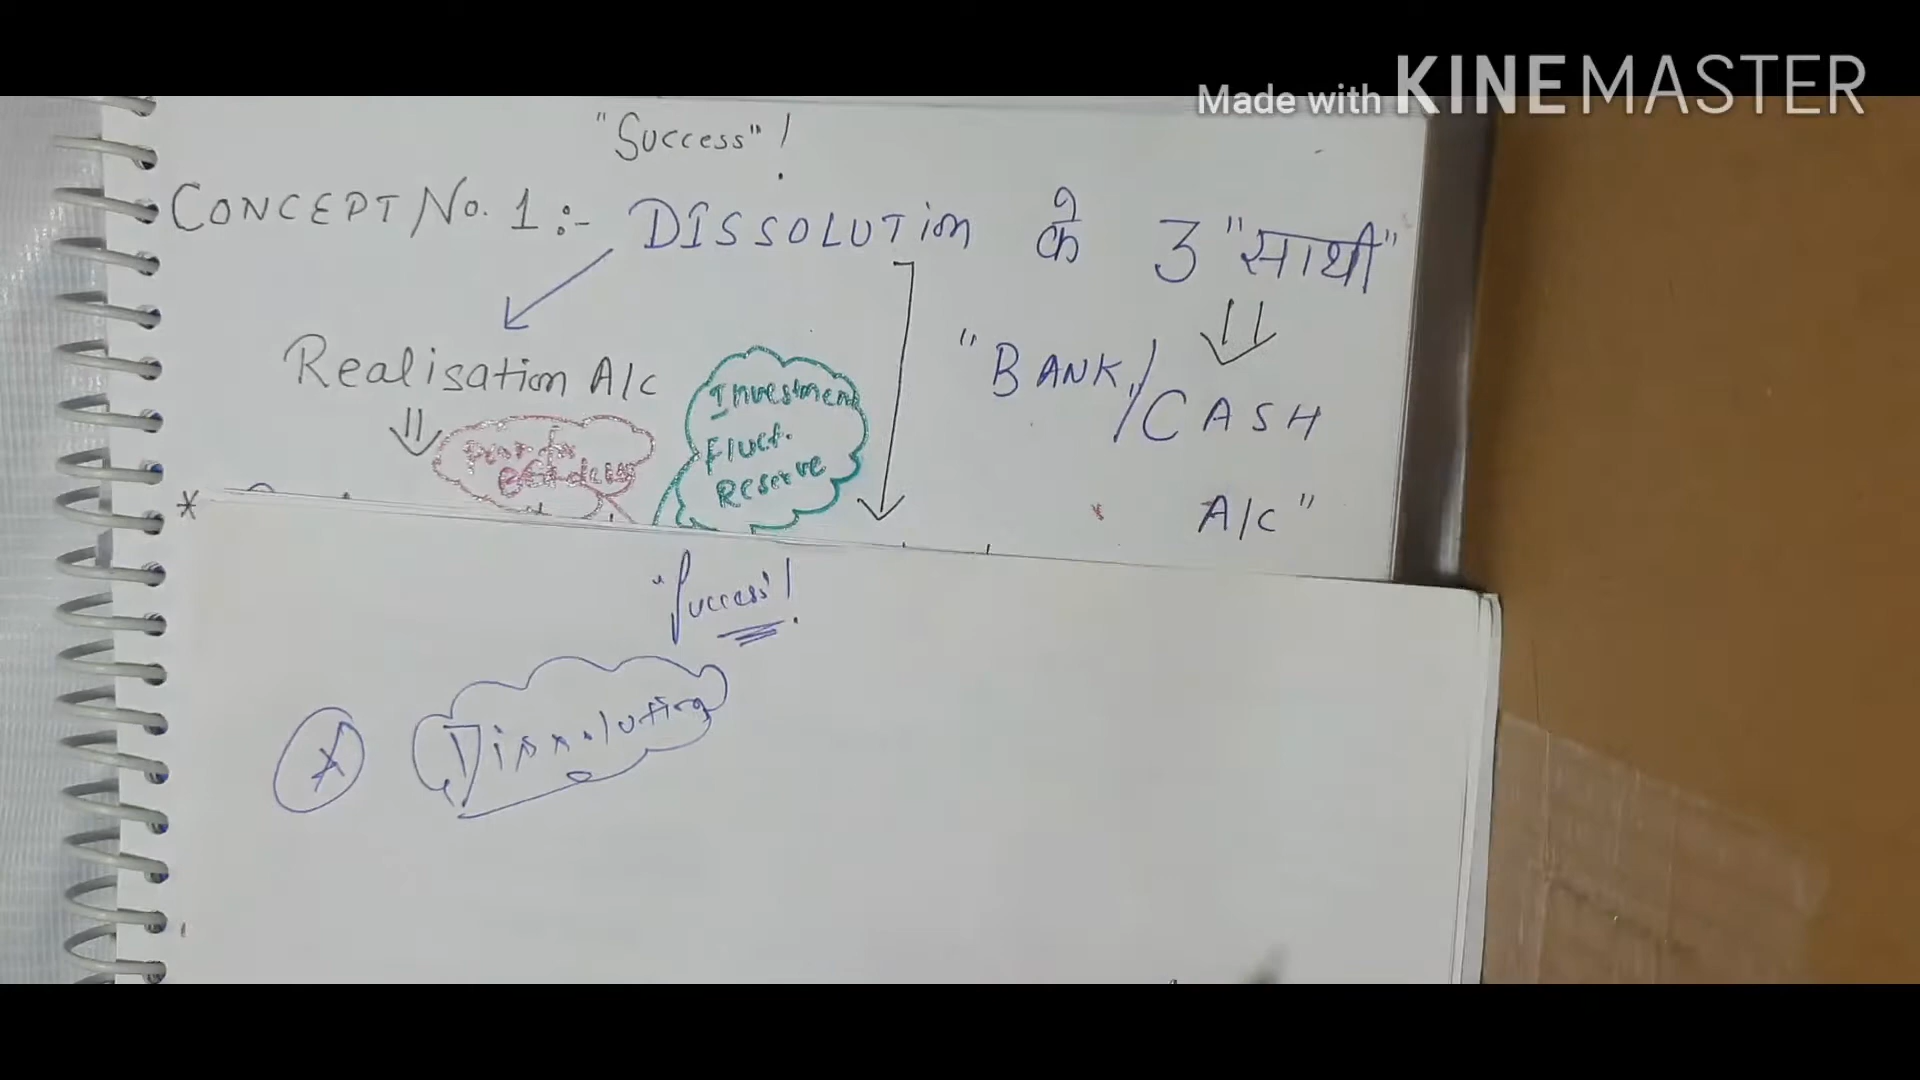 Made with KINEMASTER
"Success"!
CONCEPT No. 1:- DISSOLUTION के 3 "साथी"
Realisation A/c
"BANK/CASH
A/C"
Investment
Fluct.
Reserve
*
"Success"!
Dissolution